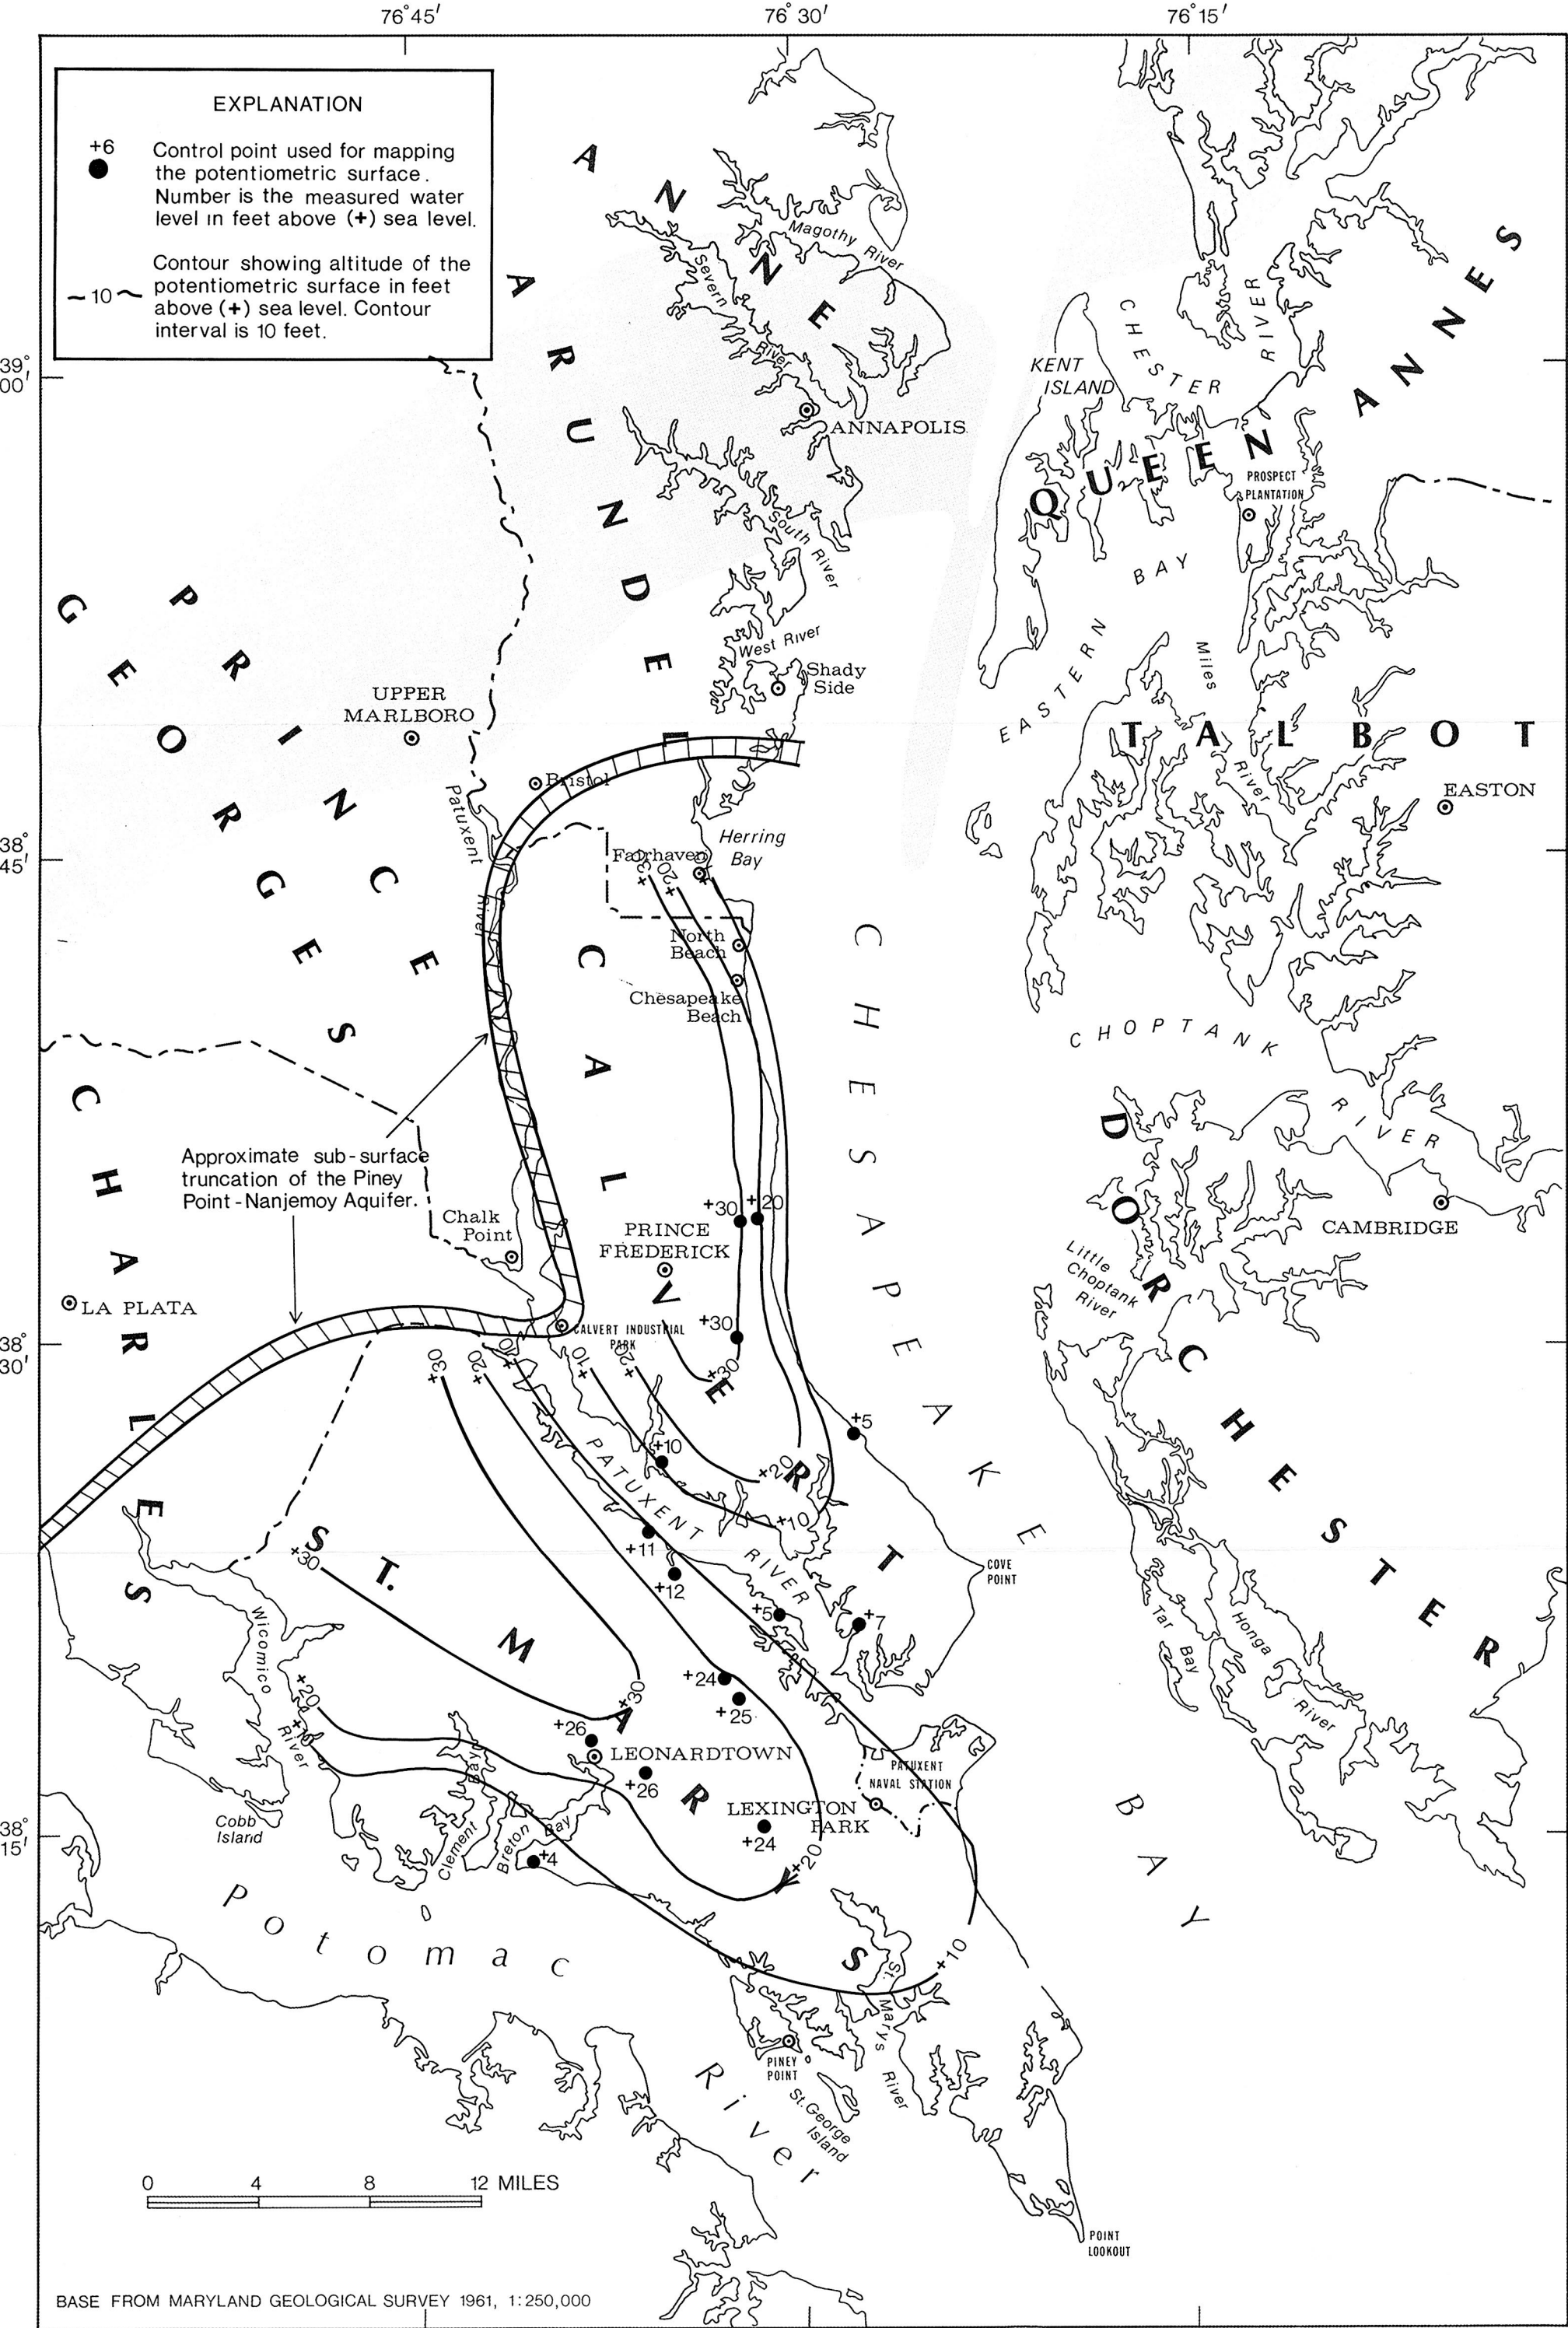 76°45′
76°30′
76°15′
EXPLANATION
+6
Control point used for mapping
the potentiometric surface.
Number is the measured water
level in feet above (+) sea level.
10
Contour showing altitude of the
potentiometric surface in feet
above (+) sea level. Contour
interval is 10 feet.
39°
00′
38°
45′
38°
30′
38°
15′
ANNE
ARUNDEL
Magothy River
Severn
River
ANNAPOLIS
South River
West River
Shady
Side
KENT
ISLAND
CHESTER
RIVER
QUEEN ANNES
PROSPECT
PLANTATION
EASTERN BAY
Miles
River
TALBOT
EASTON
PRINCE
GEORGES
UPPER
MARLBORO
Bristol
Patuxent
River
Herring
Bay
Fairhaven
+30
+20
North
Beach
Chesapeake
Beach
CALVERT
CHESAPEAKE
BAY
CHOPTANK
RIVER
CAMBRIDGE
DORCHESTER
Little
Choptank
River
CHARLES
Approximate sub-surface
truncation of the Piney
Point-Nanjemoy Aquifer.
Chalk
Point
PRINCE
FREDERICK
+30
+20
LA PLATA
CALVERT INDUSTRIAL
PARK
+30
+30
+30
+20
+10
+10
+20
+5
+10
+20
+10
PATUXENT
RIVER
COVE
POINT
+11
+12
+5
+7
ST. MARYS
+30
+30
+24
+25
Wicomico
River
+20
+10
+26
LEONARDTOWN
+26
PATUXENT
NAVAL STATION
LEXINGTON
PARK
+24
+20
Cobb
Island
Clement
Bay
Breton Bay
+4
Tar
Bay
Honga
River
Potomac
River
+10
St.
Marys
River
PINEY
POINT
St. George
Island
POINT
LOOKOUT
0 4 8 12 MILES
BASE FROM MARYLAND GEOLOGICAL SURVEY 1961, 1:250,000